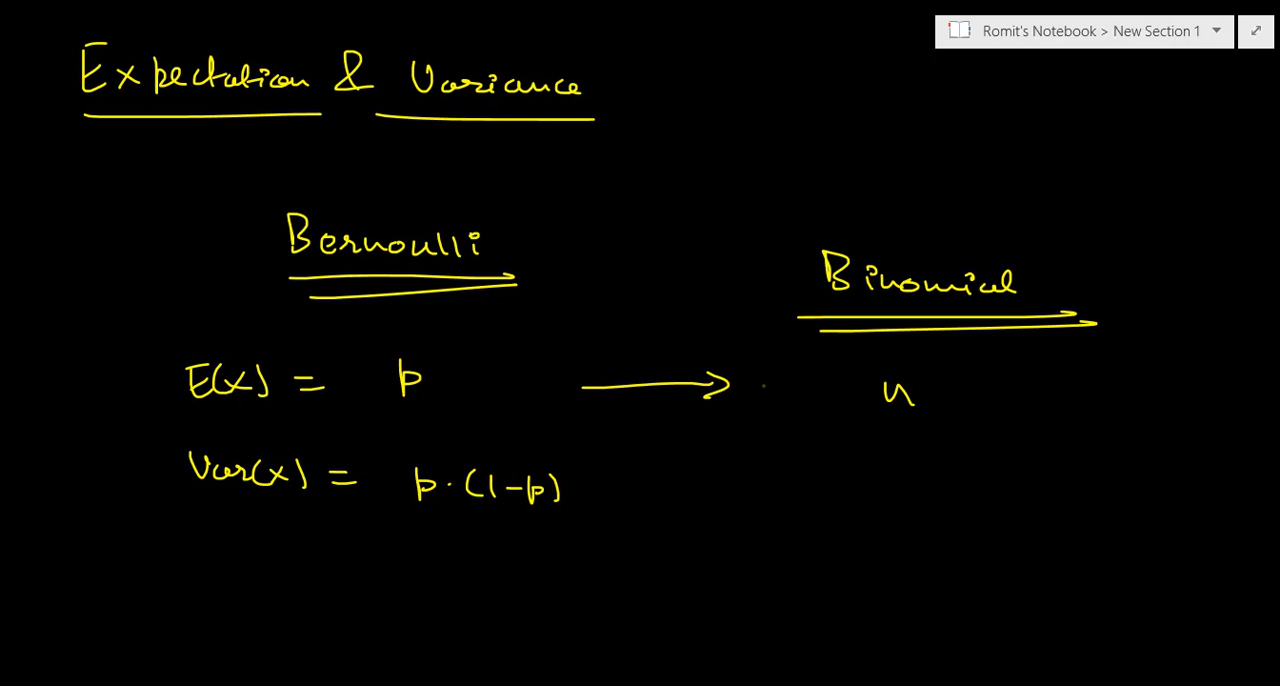 Romit's Notebook > New Section 1
Expectation & Variance
Bernoulli
Binomial
E(x) = p
n
Var(x) = p · (1-p)